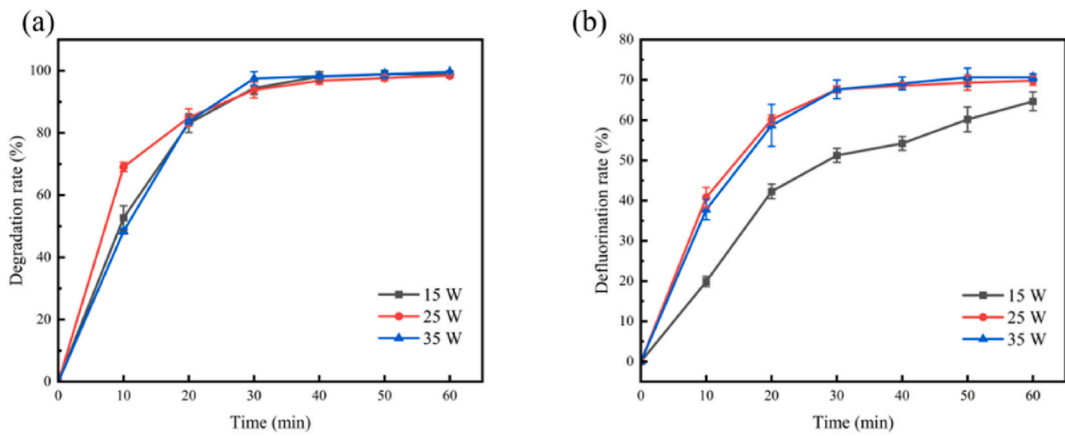 (a)
Degradation rate (%)
100
80
60
40
20
0
0 10 20 30 40 50 60
Time (min)
15 W
25 W
35 W
(b)
Defluorination rate (%)
80
70
60
50
40
30
20
10
0
0 10 20 30 40 50 60
Time (min)
15 W
25 W
35 W